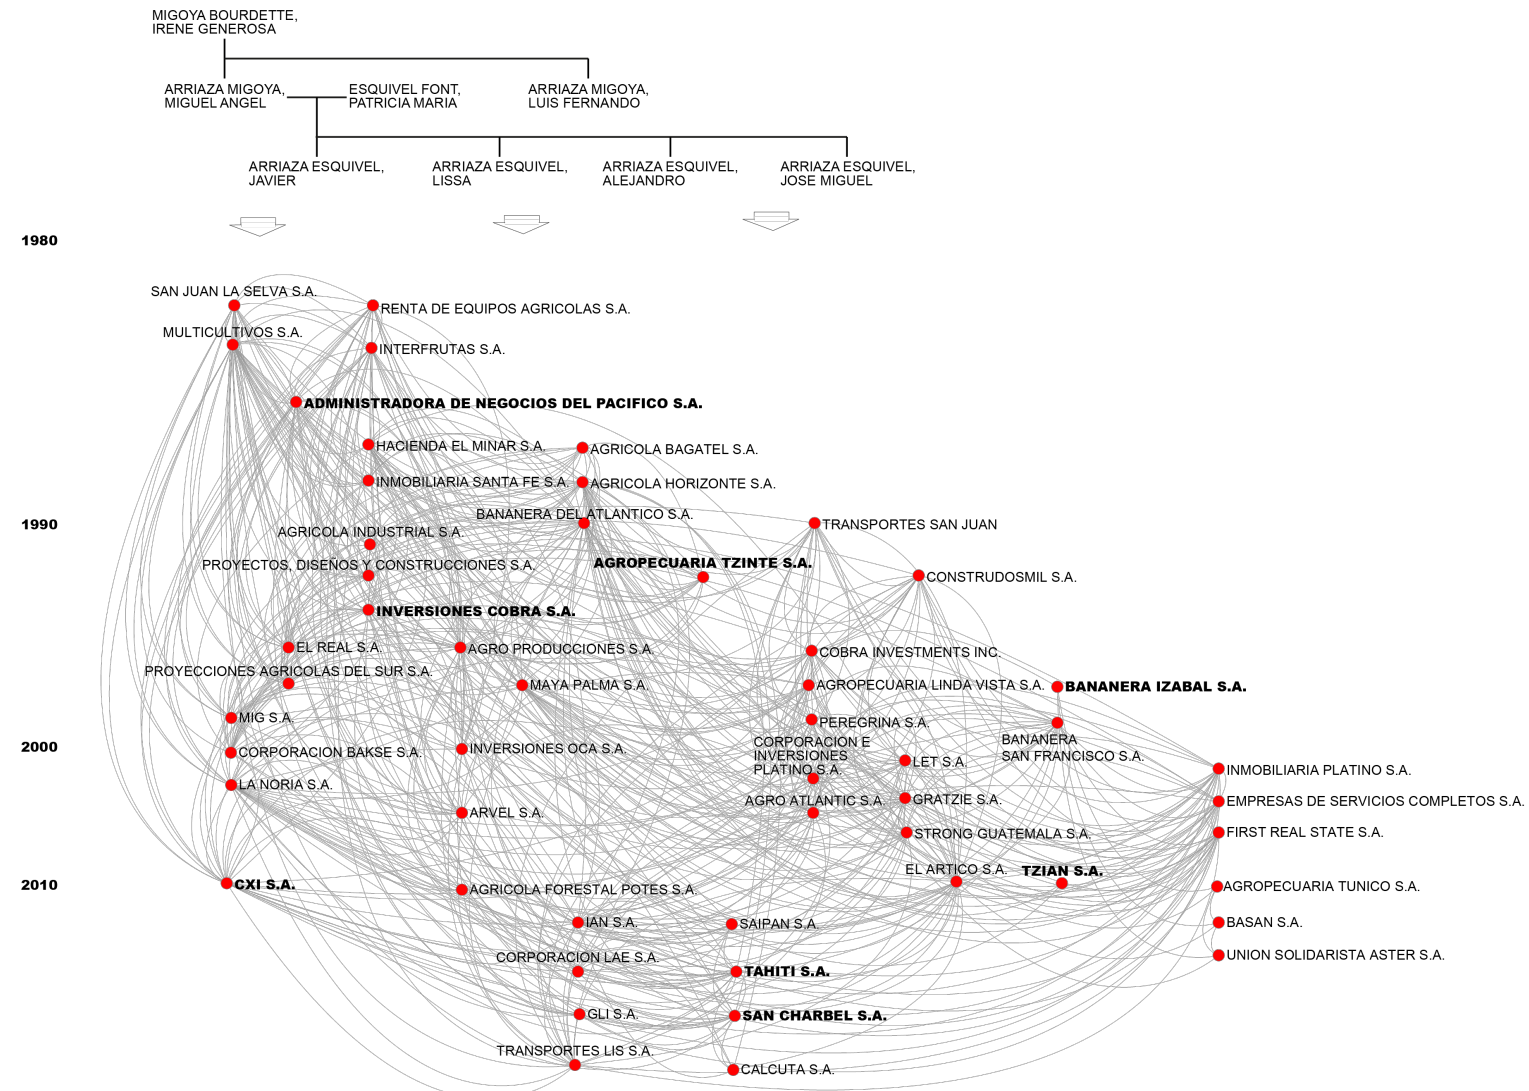 MIGOYA BOURDETTE,
IRENE GENEROSA
ARRIAZA MIGOYA,
MIGUEL ANGEL
ESQUIVEL FONT,
PATRICIA MARIA
ARRIAZA MIGOYA,
LUIS FERNANDO
ARRIAZA ESQUIVEL,
JAVIER
ARRIAZA ESQUIVEL,
LISSA
ARRIAZA ESQUIVEL,
ALEJANDRO
ARRIAZA ESQUIVEL,
JOSE MIGUEL
1980
SAN JUAN LA SELVA S.A.
RENTA DE EQUIPOS AGRICOLAS S.A.
MULTICULTIVOS S.A.
INTERFRUTAS S.A.
ADMINISTRADORA DE NEGOCIOS DEL PACIFICO S.A.
HACIENDA EL MINAR S.A.
AGRICOLA BAGATEL S.A.
INMOBILIARIA SANTA FE S.A.
AGRICOLA HORIZONTE S.A.
BANANERA DEL ATLANTICO S.A.
1990
TRANSPORTES SAN JUAN
AGRICOLA INDUSTRIAL S.A.
PROYECTOS, DISEÑOS Y CONSTRUCCIONES S.A.
AGROPECUARIA TZINTE S.A.
CONSTRUDOSMIL S.A.
INVERSIONES COBRA S.A.
EL REAL S.A.
AGRO PRODUCCIONES S.A.
COBRA INVESTMENTS INC.
PROYECCIONES AGRICOLAS DEL SUR S.A.
MAYA PALMA S.A.
AGROPECUARIA LINDA VISTA S.A.
BANANERA IZABAL S.A.
MIG S.A.
PEREGRINA S.A.
BANANERA
SAN FRANCISCO S.A.
2000
CORPORACION BAKSE S.A.
INVERSIONES OCA S.A.
CORPORACION E
INVERSIONES
PLATINO S.A.
LET S.A.
INMOBILIARIA PLATINO S.A.
LA NORIA S.A.
AGRO ATLANTIC S.A.
GRATZIE S.A.
EMPRESAS DE SERVICIOS COMPLETOS S.A.
ARVEL S.A.
STRONG GUATEMALA S.A.
FIRST REAL STATE S.A.
EL ARTICO S.A.
TZIAN S.A.
2010
CXI S.A.
AGRICOLA FORESTAL POTES S.A.
AGROPECUARIA TUNICO S.A.
IAN S.A.
SAIPAN S.A.
BASAN S.A.
CORPORACION LAE S.A.
UNION SOLIDARISTA ASTER S.A.
TAHITI S.A.
GLI S.A.
SAN CHARBEL S.A.
TRANSPORTES LIS S.A.
CALCUTA S.A.